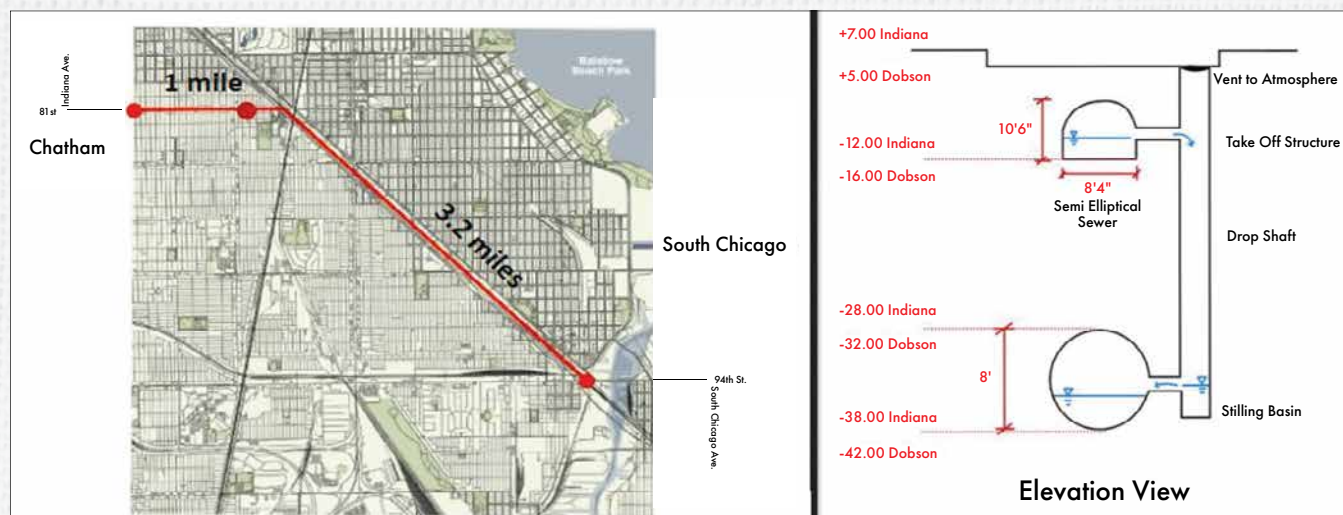 Indiana Ave.
81st
1 mile
Chatham
Rainbow
Beach Park
3.2 miles
South Chicago
94th St.
South Chicago Ave.
+7.00 Indiana
+5.00 Dobson
Vent to Atmosphere
10'6"
-12.00 Indiana
Take Off Structure
-16.00 Dobson
8'4"
Semi Elliptical
Sewer
Drop Shaft
-28.00 Indiana
-32.00 Dobson
8'
-38.00 Indiana
Stilling Basin
-42.00 Dobson
Elevation View